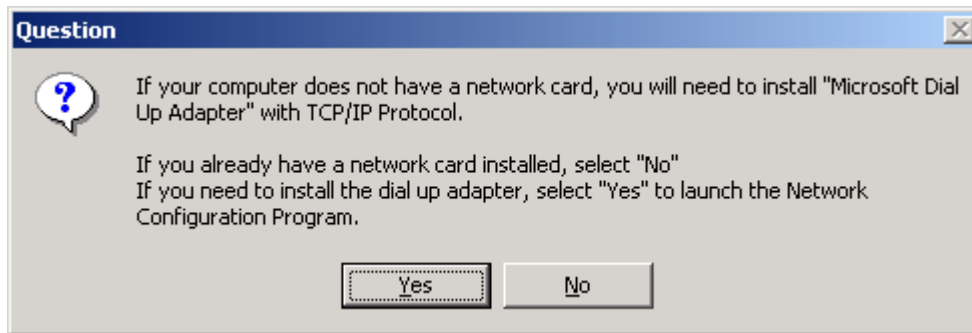 Question
If your computer does not have a network card, you will need to install "Microsoft Dial
Up Adapter" with TCP/IP Protocol.
If you already have a network card installed, select "No"
If you need to install the dial up adapter, select "Yes" to launch the Network
Configuration Program.
Yes
No